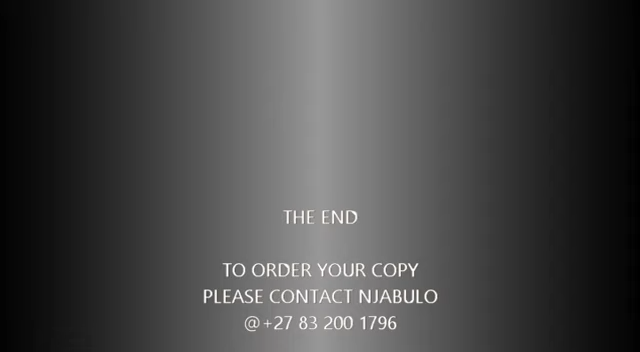 THE END
TO ORDER YOUR COPY
PLEASE CONTACT NJABULO
@+27 83 200 1796